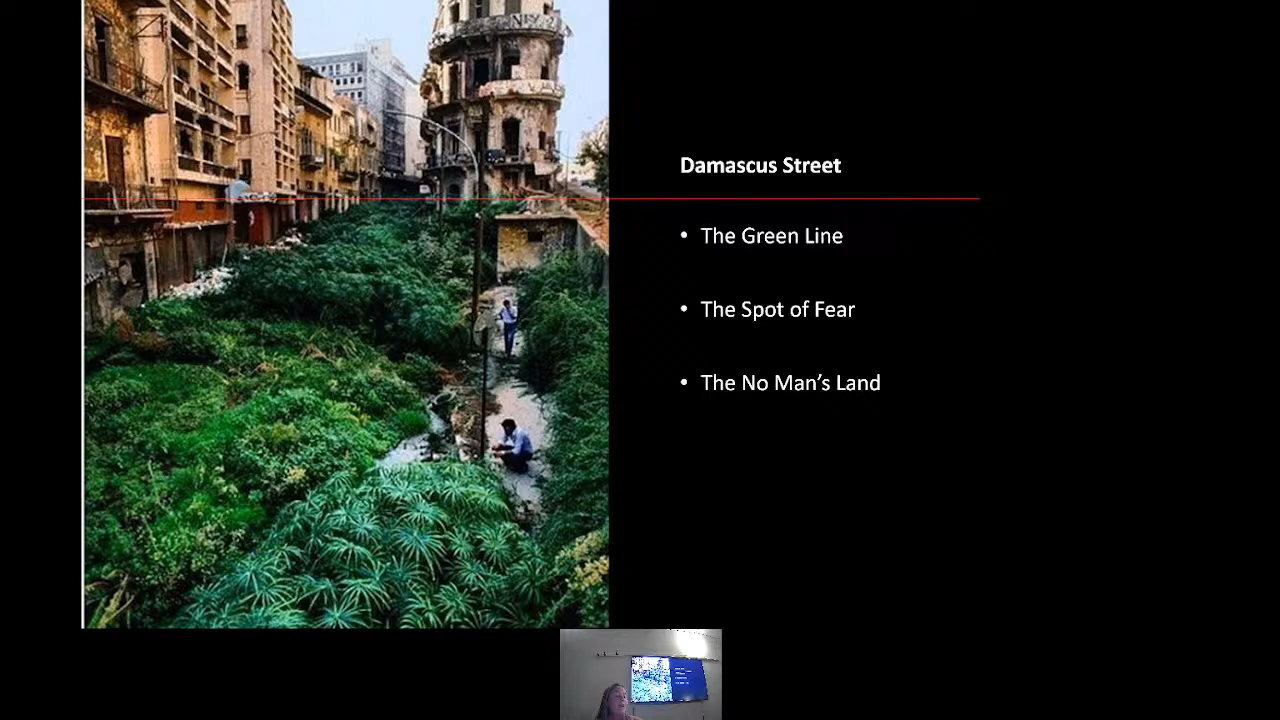 Damascus Street
• The Green Line
• The Spot of Fear
• The No Man’s Land